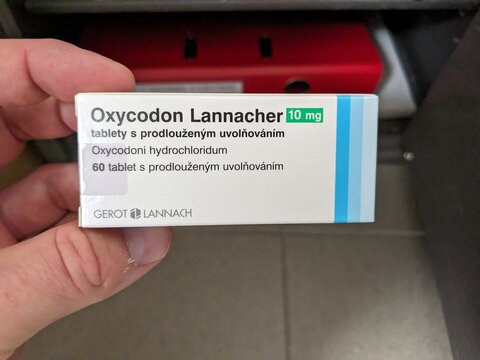 Oxycodon Lannacher 10 mg
tablety s prodlouženým uvolňováním
Oxycodoni hydrochloridum
60 tablet s prodlouženým uvolňováním
GEROT LANNACH